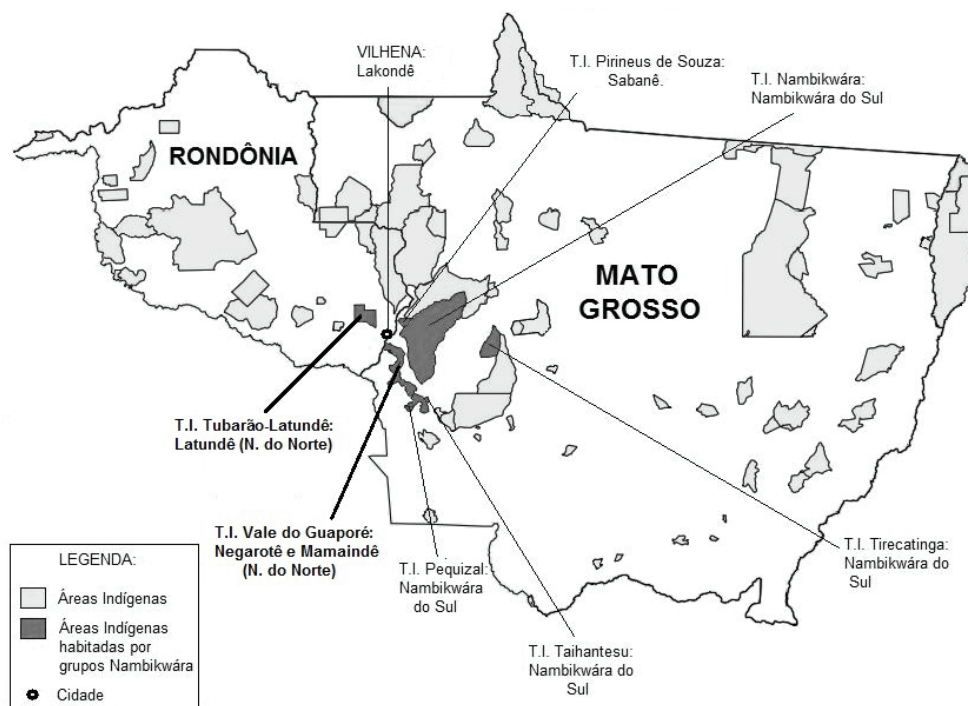 VILHENA:
Lakondê
T.I. Pirineus de Souza:
Sabanê.
T.I. Nambikwára:
Nambikwára do Sul
RONDÔNIA
MATO
GROSSO
T.I. Tubarão-Latundê:
Latundê (N. do Norte)
T.I. Vale do Guaporé:
Negarotê e Mamaindê
(N. do Norte)
T.I. Pequizal:
Nambikwára
do Sul
T.I. Tirecatinga:
Nambikwára do
Sul
T.I. Taihantesu:
Nambikwára do
Sul
LEGENDA:
Áreas Indígenas
Áreas Indígenas
habitadas por
grupos Nambikwára
Cidade